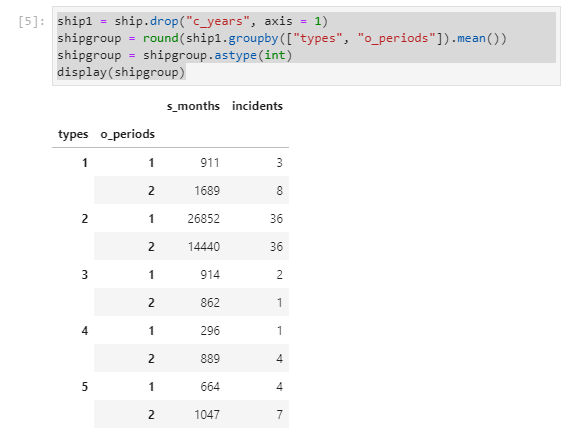 [5]: ship1 = ship.drop("c_years", axis = 1)
shipgroup = round(ship1.groupby(["types", "o_periods"]).mean())
shipgroup = shipgroup.astype(int)
display(shipgroup)
s_months incidents
types o_periods
1 1 911 3
2 1689 8
2 1 26852 36
2 14440 36
3 1 914 2
2 862 1
4 1 296 1
2 889 4
5 1 664 4
2 1047 7